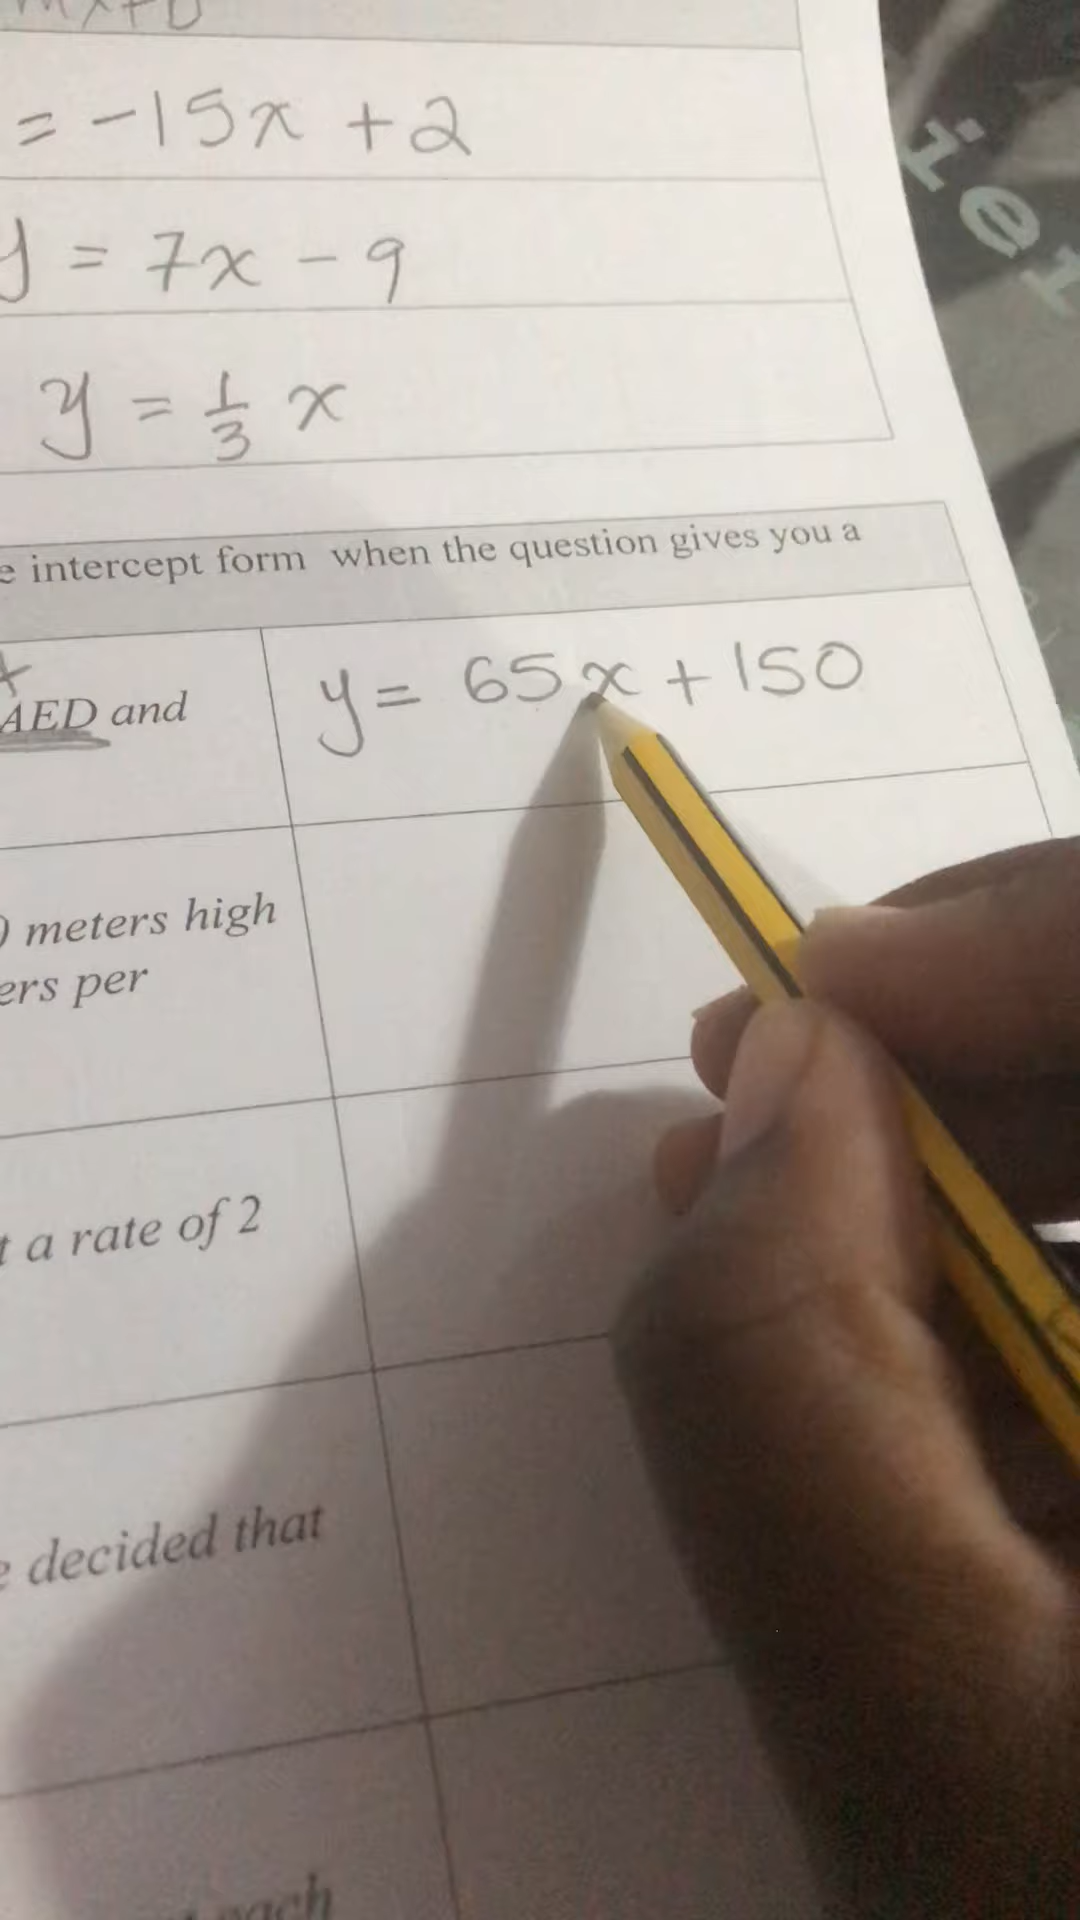 = -15x + 2
y = 7x - 9
y = 1/3 x
intercept form when the question gives you a
AED and
y = 65x + 150
meters high
per
a rate of 2
decided that